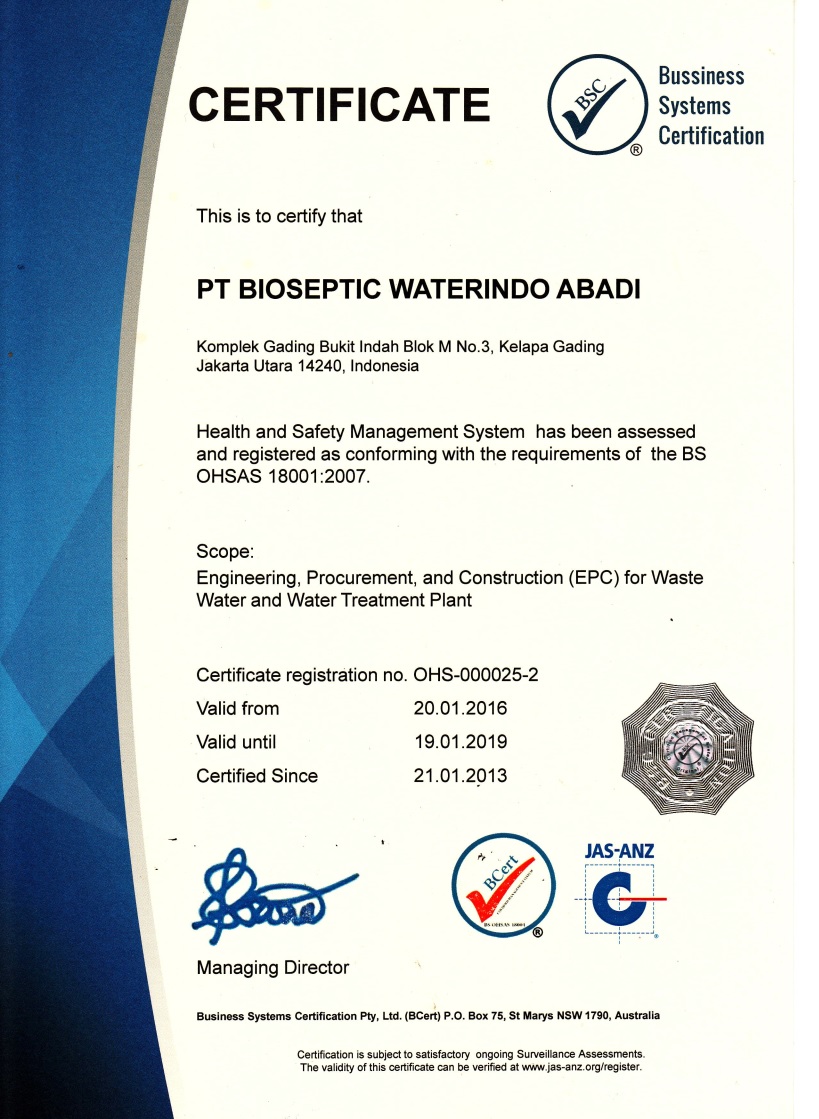 CERTIFICATE
BSC
®
Bussiness
Systems
Certification
This is to certify that
PT BIOSEPTIC WATERINDO ABADI
Komplek Gading Bukit Indah Blok M No.3, Kelapa Gading
Jakarta Utara 14240, Indonesia
Health and Safety Management System has been assessed
and registered as conforming with the requirements of the BS
OHSAS 18001:2007.
Scope:
Engineering, Procurement, and Construction (EPC) for Waste
Water and Water Treatment Plant
Certificate registration no. OHS-000025-2
Valid from 20.01.2016
Valid until 19.01.2019
Certified Since 21.01.2013
BSC CERTIFICATION
BCert
BS OHSAS 18001
®
JAS-ANZ
®
Managing Director
Business Systems Certification Pty, Ltd. (BCert) P.O. Box 75, St Marys NSW 1790, Australia
Certification is subject to satisfactory ongoing Surveillance Assessments.
The validity of this certificate can be verified at www.jas-anz.org/register.